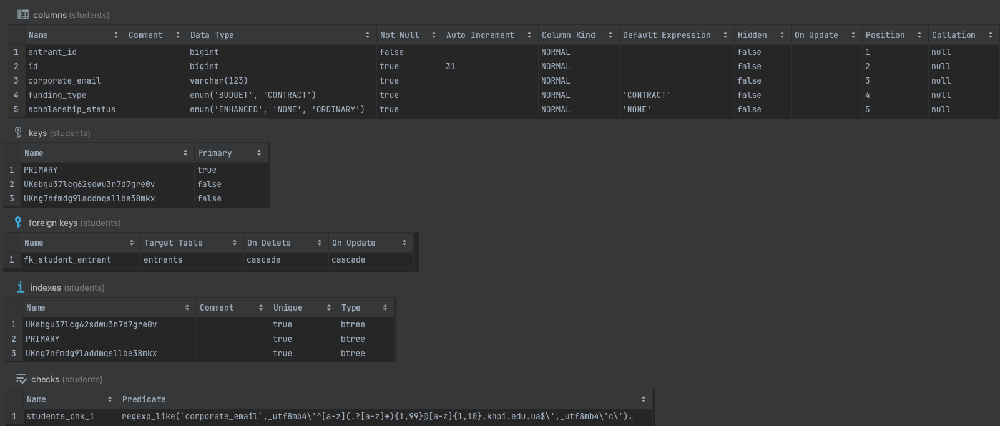 columns (students)
Name Comment Data Type Not Null Auto Increment Column Kind Default Expression Hidden On Update Position Collation
1 entrant_id bigint false NORMAL false 1 null
2 id bigint true 31 NORMAL false 2 null
3 corporate_email varchar(123) true NORMAL false 3 null
4 funding_type enum('BUDGET', 'CONTRACT') true NORMAL 'CONTRACT' false 4 null
5 scholarship_status enum('ENHANCED', 'NONE', 'ORDINARY') true NORMAL 'NONE' false 5 null
keys (students)
Name Primary
1 PRIMARY true
2 UKebgu37lcg62sdwu3n7d7gre0v false
3 UKng7nfmdg9laddmqsllbe38mkx false
foreign keys (students)
Name Target Table On Delete On Update
1 fk_student_entrant entrants cascade cascade
indexes (students)
Name Comment Unique Type
1 UKebgu37lcg62sdwu3n7d7gre0v true btree
2 PRIMARY true btree
3 UKng7nfmdg9laddmqsllbe38mkx true btree
checks (students)
Name Predicate
1 students_chk_1 regexp_like(`corporate_email`,_utf8mb4\'^[a-z](.?[a-z]+){1,99}@[a-z]{1,10}.khpi.edu.ua$\',_utf8mb4\'c\')…